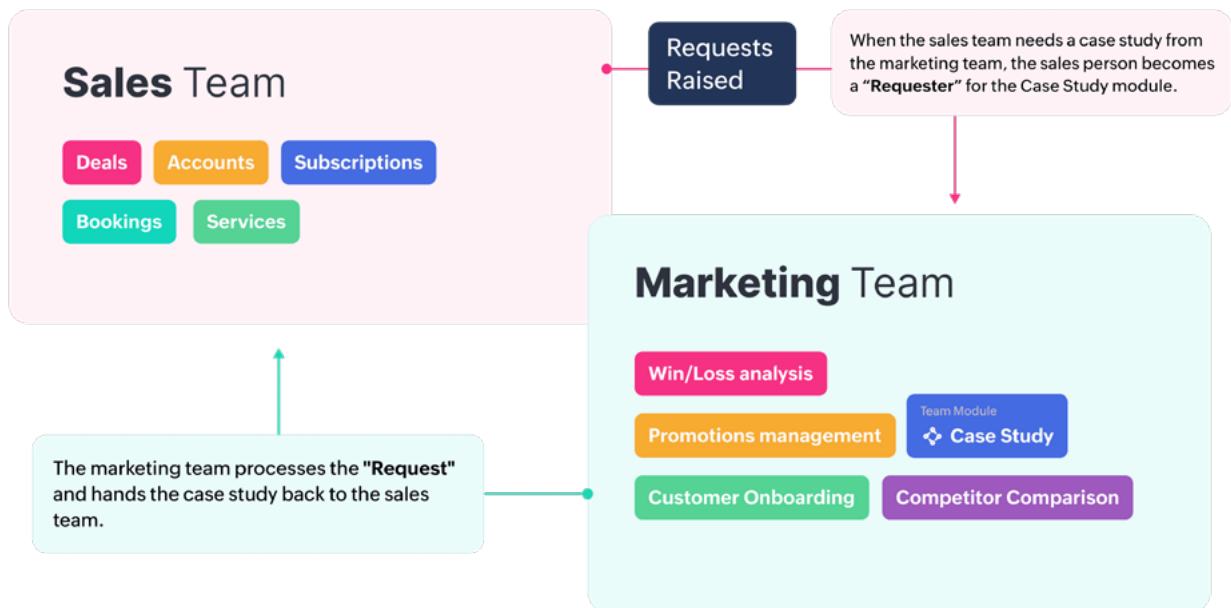 Sales Team
Deals
Accounts
Subscriptions
Bookings
Services
Requests
Raised
When the sales team needs a case study from
the marketing team, the sales person becomes
a “Requester” for the Case Study module.
Marketing Team
Win/Loss analysis
Promotions management
Team Module
Case Study
Customer Onboarding
Competitor Comparison
The marketing team processes the "Request"
and hands the case study back to the sales
team.